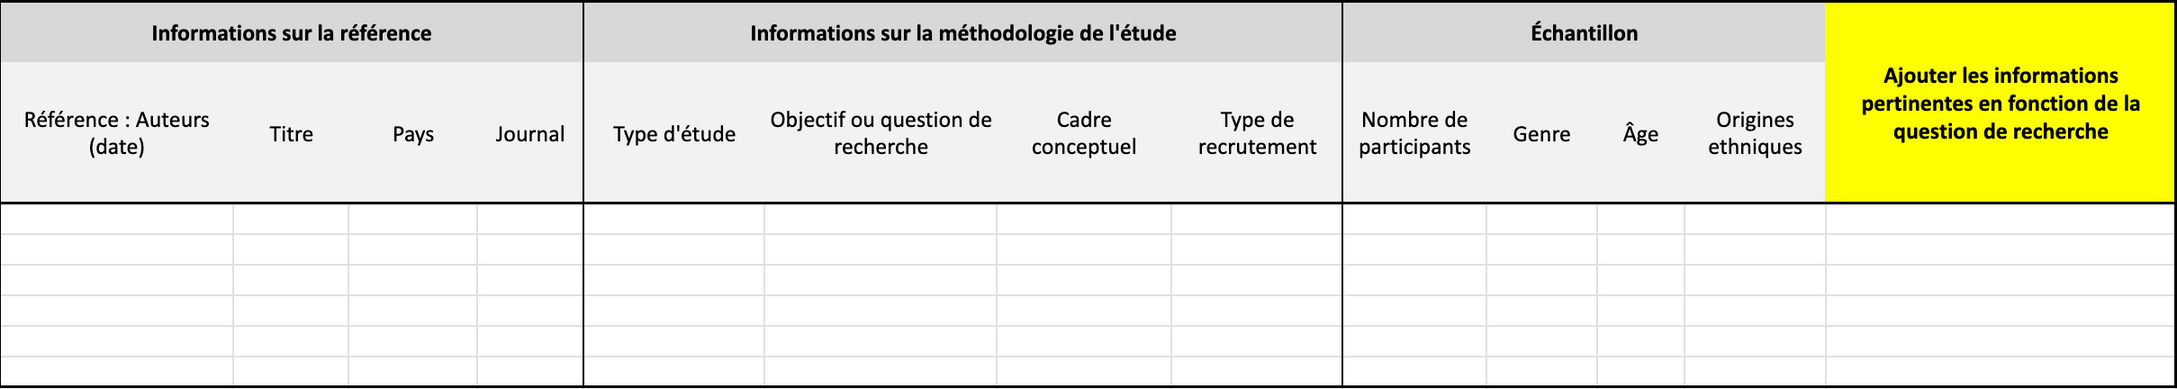 Informations sur la référence
Informations sur la méthodologie de l'étude
Échantillon
Ajouter les informations
pertinentes en fonction de la
question de recherche
Référence : Auteurs
(date)
Titre
Pays
Journal
Type d'étude
Objectif ou question de
recherche
Cadre
conceptuel
Type de
recrutement
Nombre de
participants
Genre
Âge
Origines
ethniques